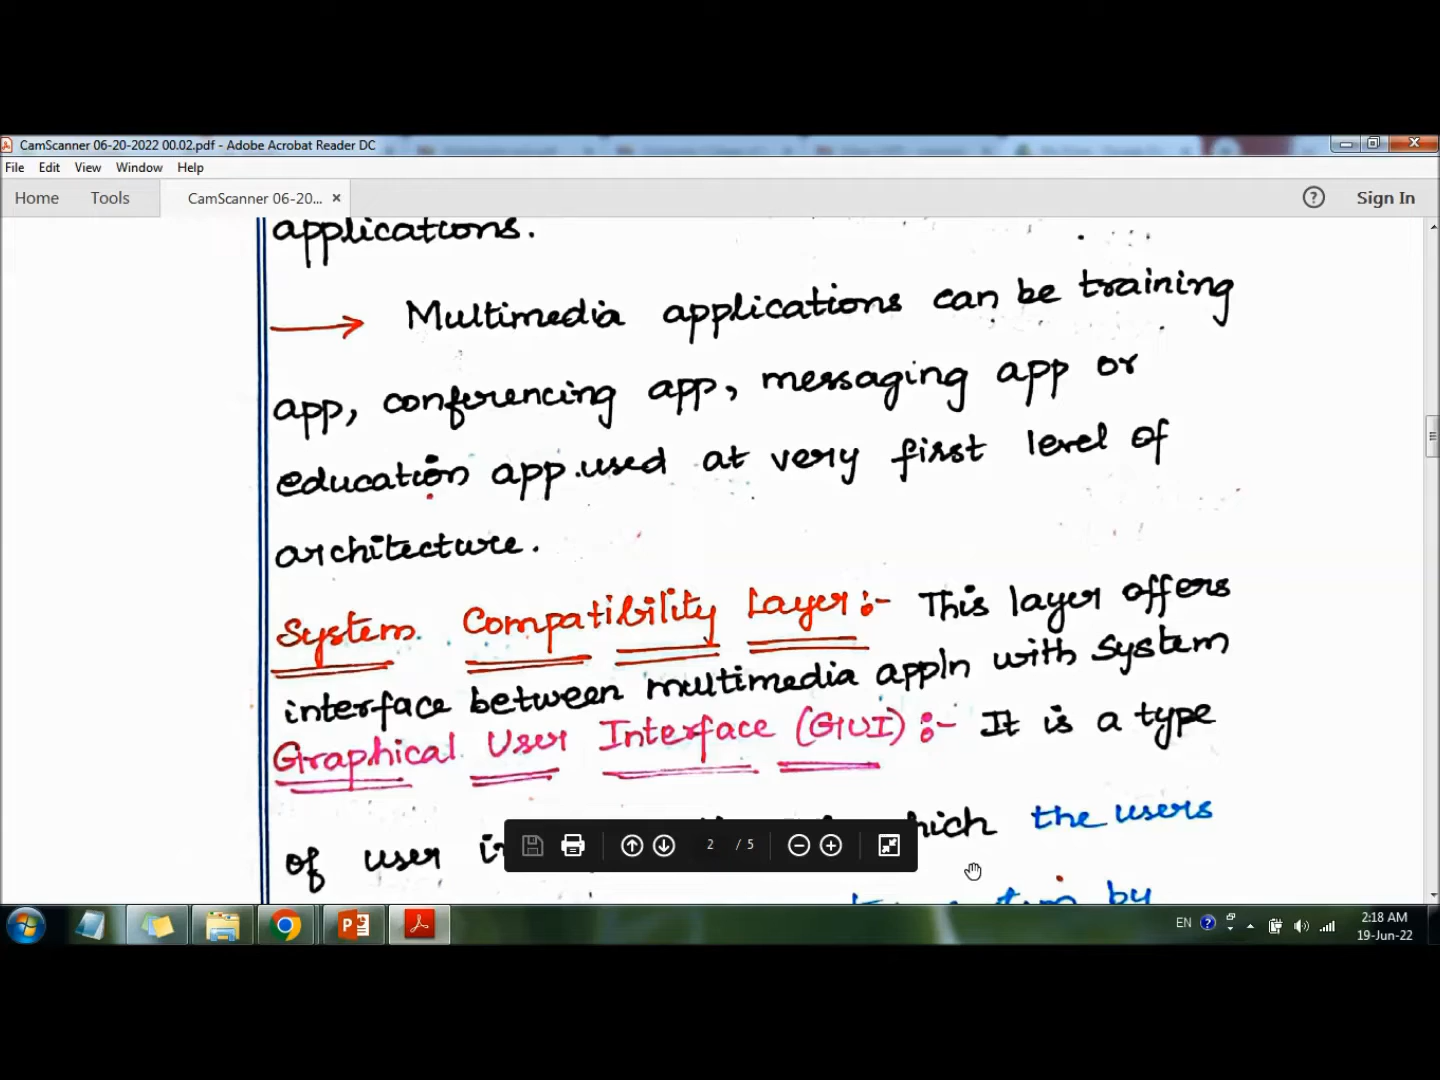 CamScanner 06-20-2022 00.02.pdf - Adobe Acrobat Reader DC
File Edit View Window Help
Home Tools CamScanner 06-20... × ? Sign In
applications.
→ Multimedia applications can be training
app, conferencing app, messaging app or
education app.used at very first level of
architecture.
System Compatibility Layer:- This layer offers
interface between multimedia appln with system
Graphical User Interface (GUI):- It is a type
of user which the users
2 / 5
by
EN 2:18 AM
19-Jun-22